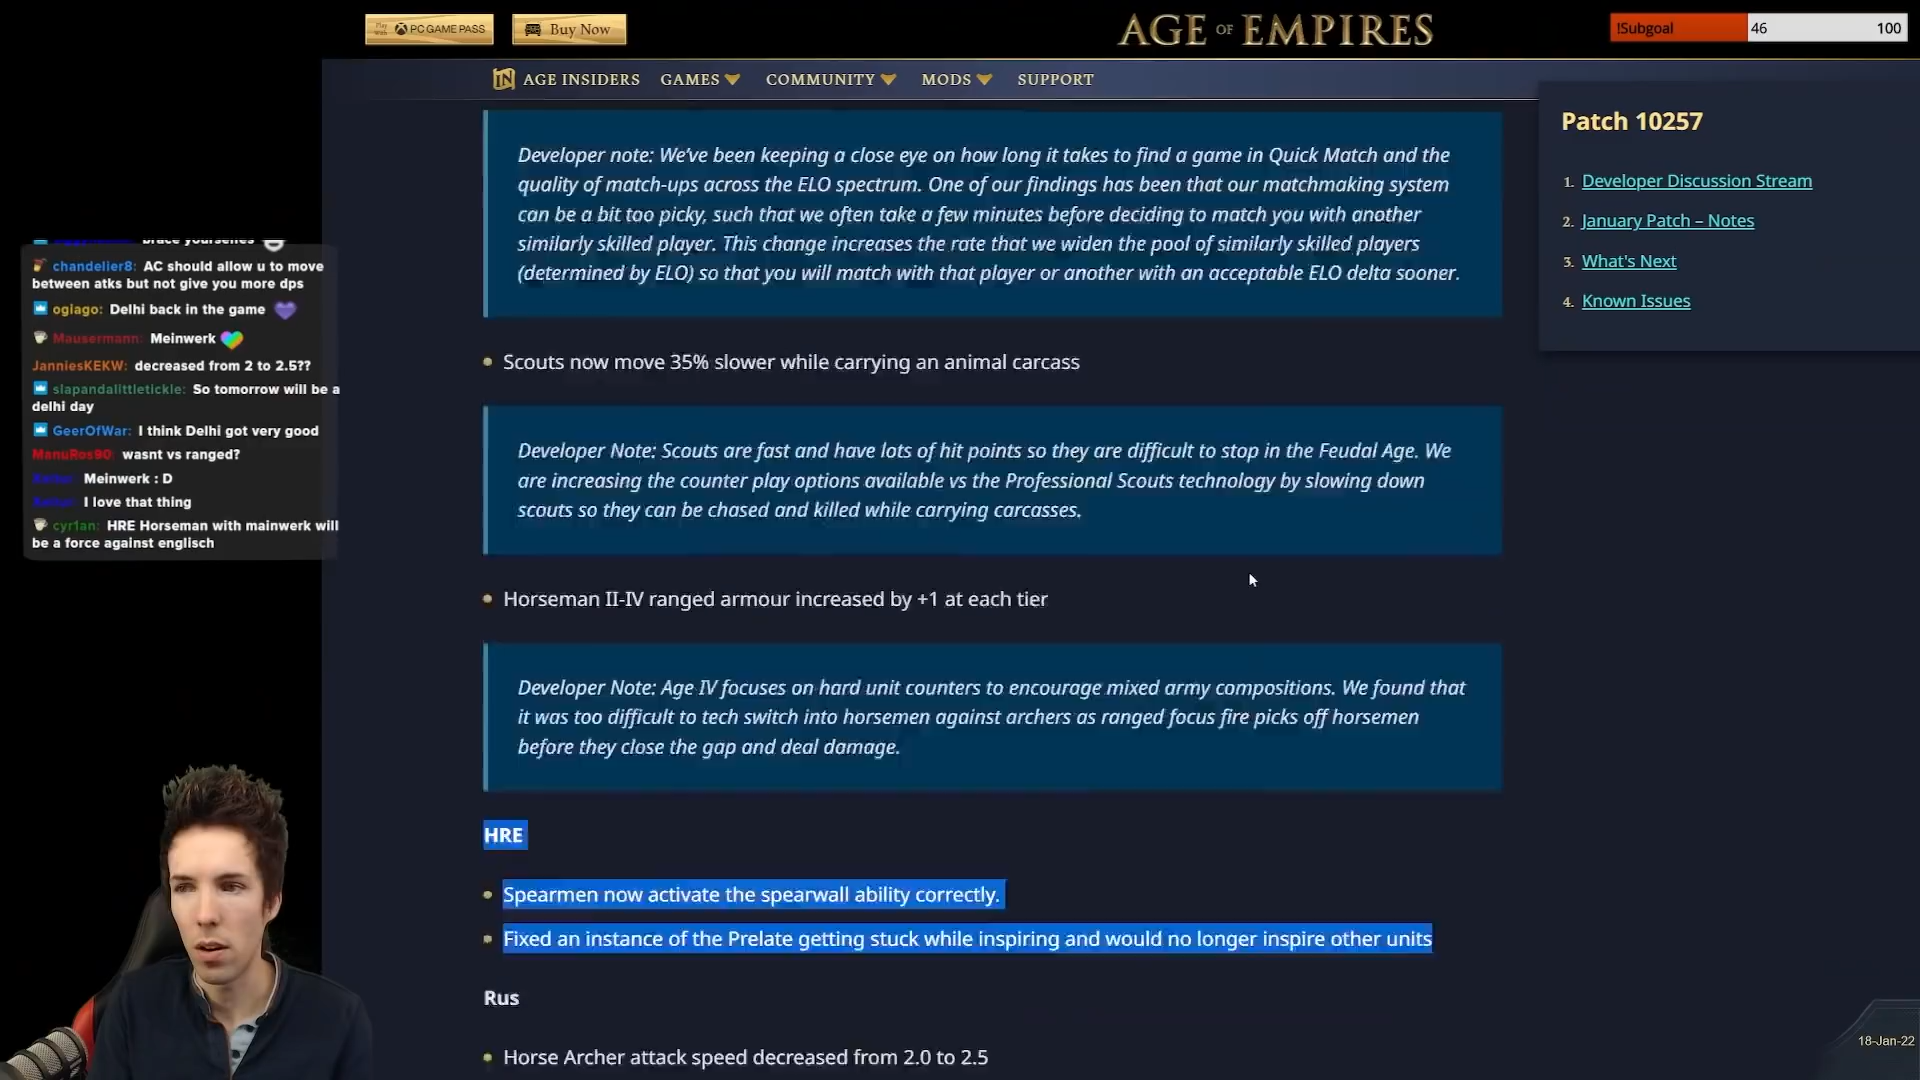 Play With PC GAME PASS
Buy Now
AGE OF EMPIRES
!Subgoal 46 100
AGE INSIDERS GAMES COMMUNITY MODS SUPPORT
Developer note: We've been keeping a close eye on how long it takes to find a game in Quick Match and the
quality of match-ups across the ELO spectrum. One of our findings has been that our matchmaking system
can be a bit too picky, such that we often take a few minutes before deciding to match you with another
similarly skilled player. This change increases the rate that we widen the pool of similarly skilled players
(determined by ELO) so that you will match with that player or another with an acceptable ELO delta sooner.
Scouts now move 35% slower while carrying an animal carcass
Developer Note: Scouts are fast and have lots of hit points so they are difficult to stop in the Feudal Age. We
are increasing the counter play options available vs the Professional Scouts technology by slowing down
scouts so they can be chased and killed while carrying carcasses.
Horseman II-IV ranged armour increased by +1 at each tier
Developer Note: Age IV focuses on hard unit counters to encourage mixed army compositions. We found that
it was too difficult to tech switch into horsemen against archers as ranged focus fire picks off horsemen
before they close the gap and deal damage.
HRE
Spearmen now activate the spearwall ability correctly.
Fixed an instance of the Prelate getting stuck while inspiring and would no longer inspire other units
Rus
Horse Archer attack speed decreased from 2.0 to 2.5
Patch 10257
1. Developer Discussion Stream
2. January Patch – Notes
3. What's Next
4. Known Issues
brace yourselfes
chandelier8: AC should allow u to move
between atks but not give you more dps
ogiago: Delhi back in the game
Mausermann: Meinwerk
JanniesKEKW: decreased from 2 to 2.5??
slapandalittletickle: So tomorrow will be a
delhi day
GeerOfWar: I think Delhi got very good
ManuRos90: wasnt vs ranged?
Meinwerk : D
I love that thing
cyr1an: HRE Horseman with mainwerk will
be a force against englisch
18-Jan-22